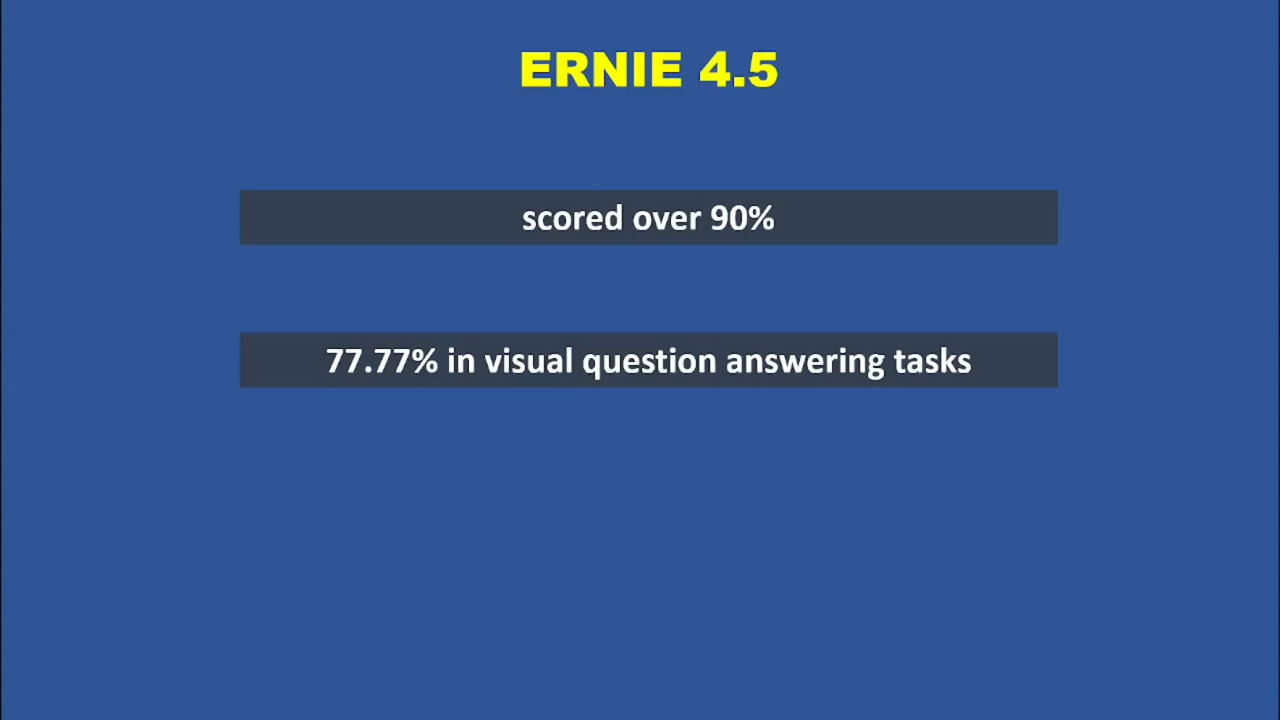 ERNIE 4.5
scored over 90%
77.77% in visual question answering tasks